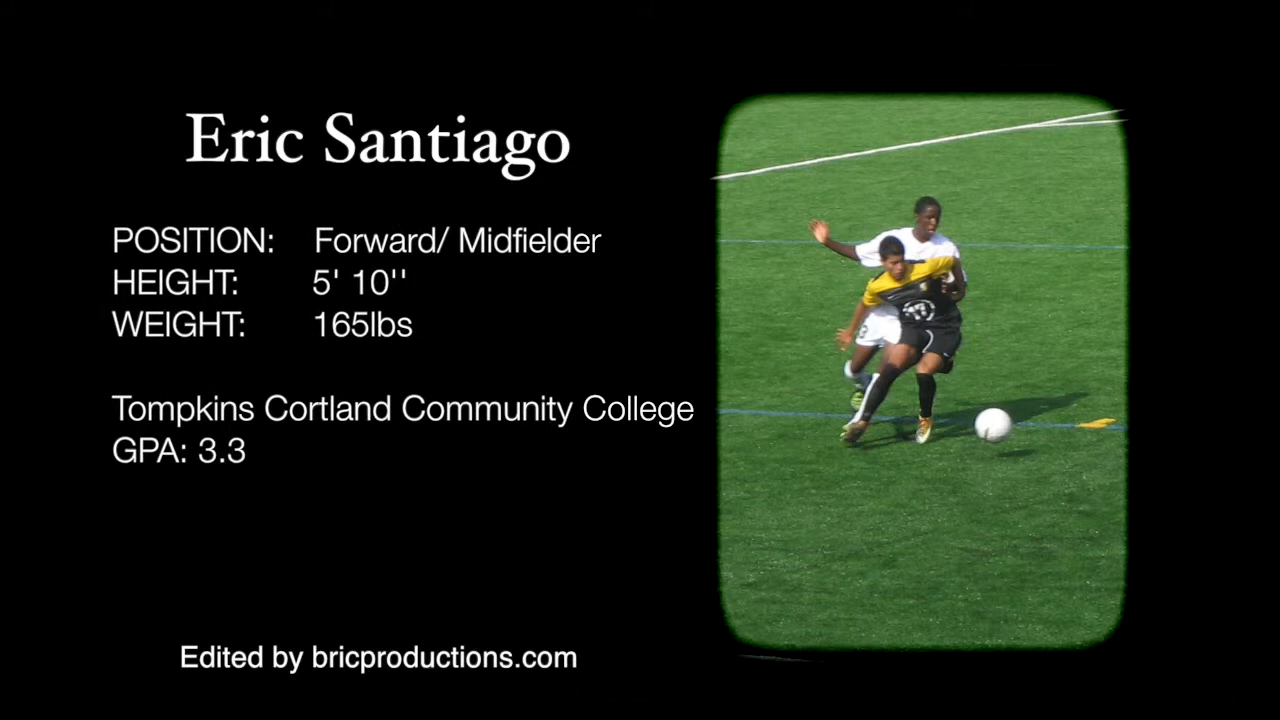 Eric Santiago
POSITION: Forward/ Midfielder
HEIGHT: 5' 10''
WEIGHT: 165lbs
Tompkins Cortland Community College
GPA: 3.3
Edited by bricproductions.com